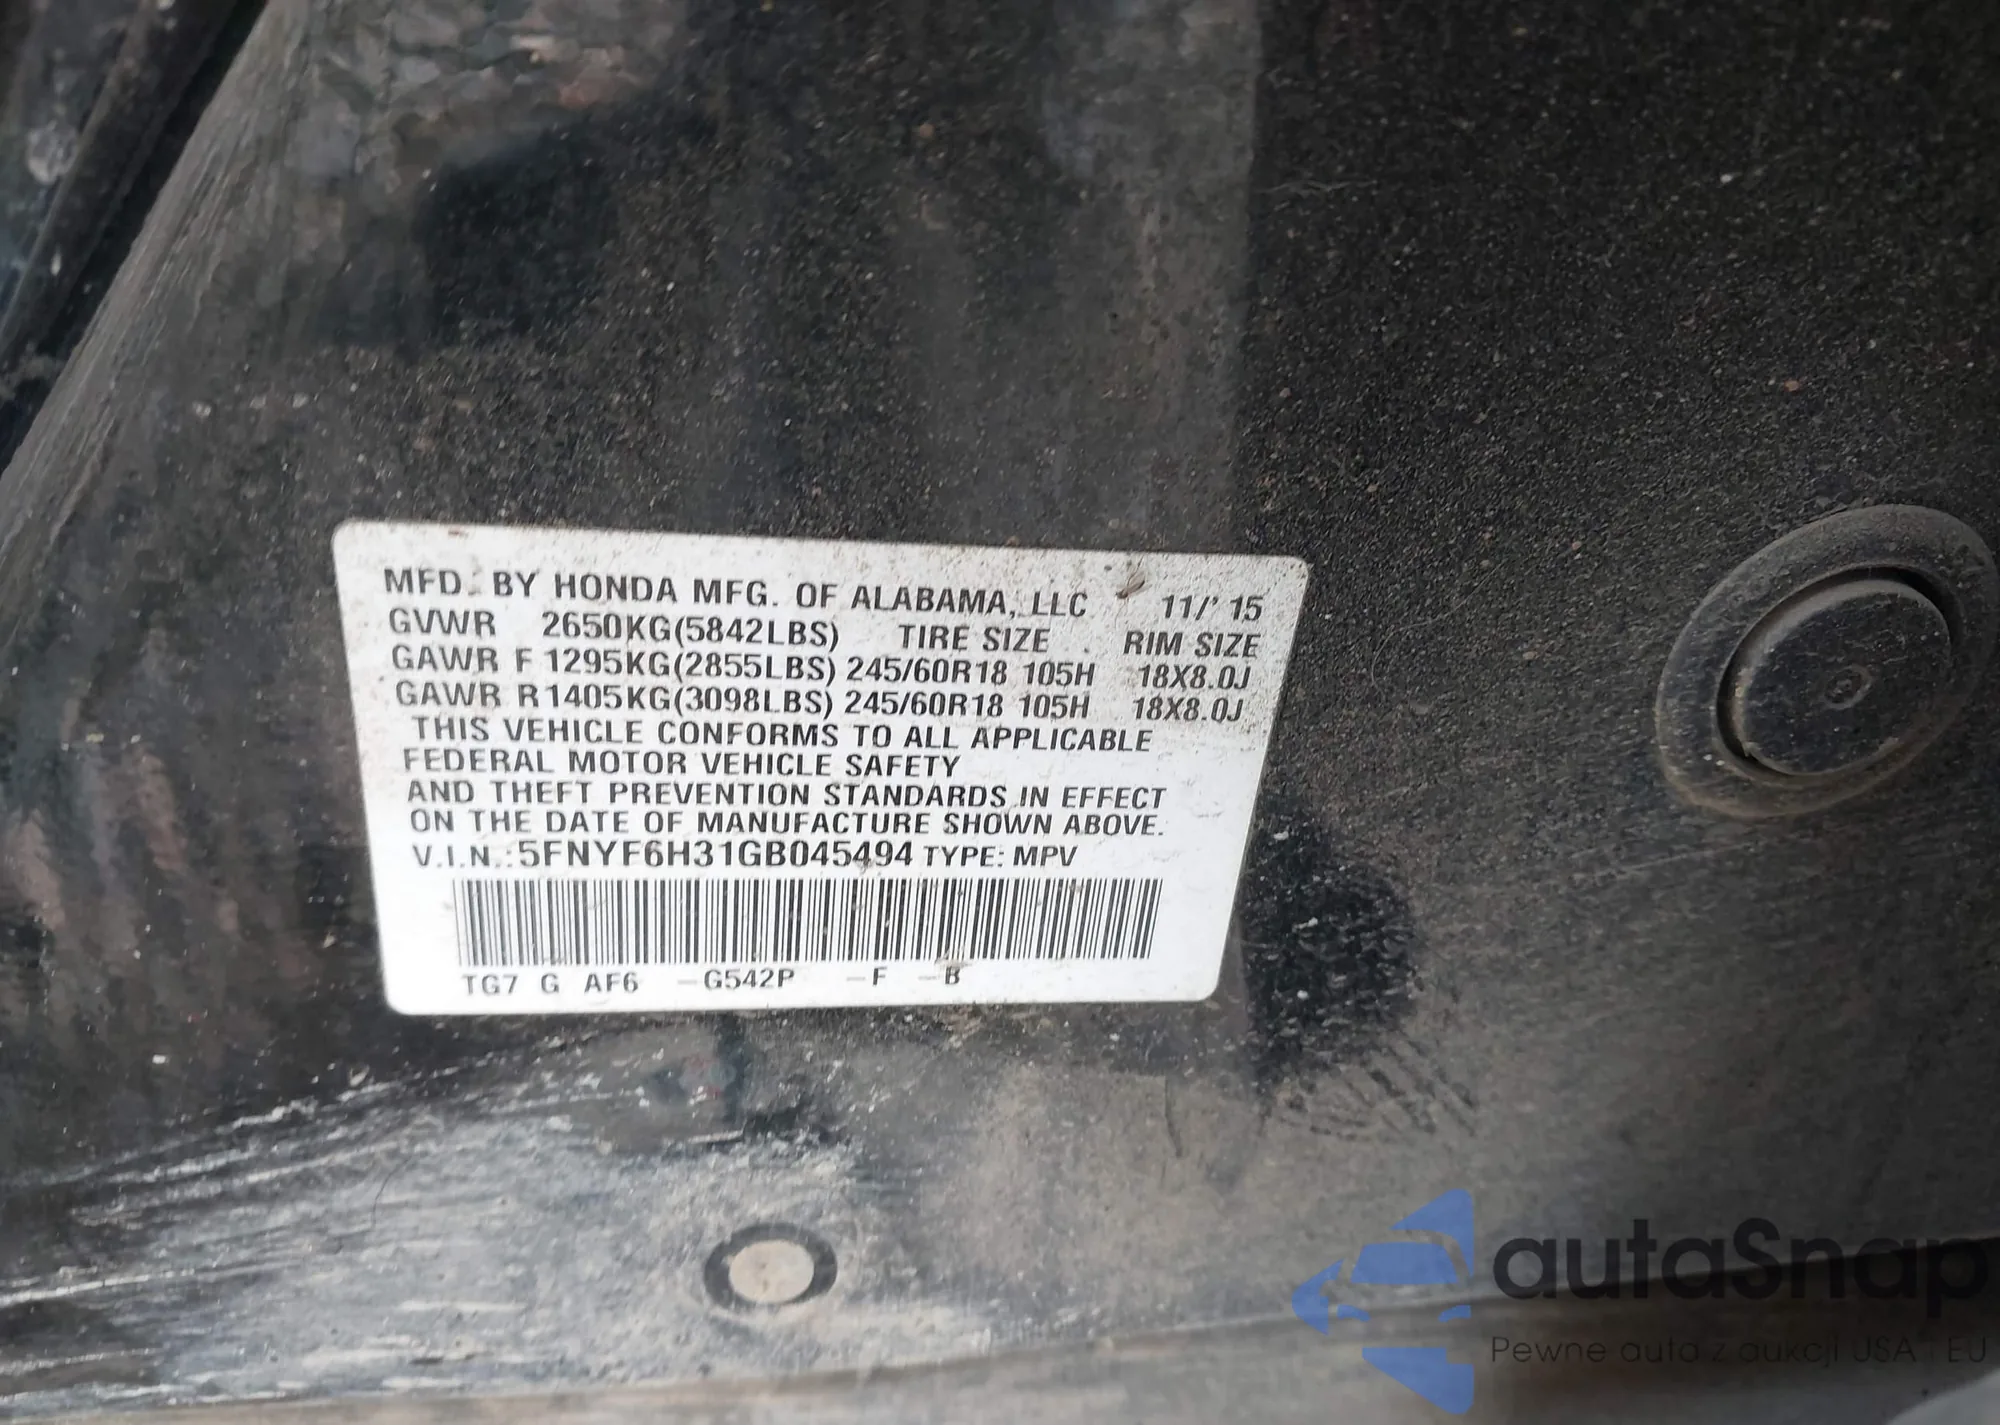 MFD. BY HONDA MFG. OF ALABAMA, LLC 11/' 15
GVWR 2650KG(5842LBS) TIRE SIZE RIM SIZE
GAWR F 1295KG(2855LBS) 245/60R18 105H 18X8.0J
GAWR R 1405KG(3098LBS) 245/60R18 105H 18X8.0J
THIS VEHICLE CONFORMS TO ALL APPLICABLE
FEDERAL MOTOR VEHICLE SAFETY
AND THEFT PREVENTION STANDARDS IN EFFECT
ON THE DATE OF MANUFACTURE SHOWN ABOVE.
V.I.N.: 5FNYF6H31GB045494 TYPE: MPV
TG7 G AF6 -G542P -F -B
autaSnap
Pewne auta z aukcji USA i EU